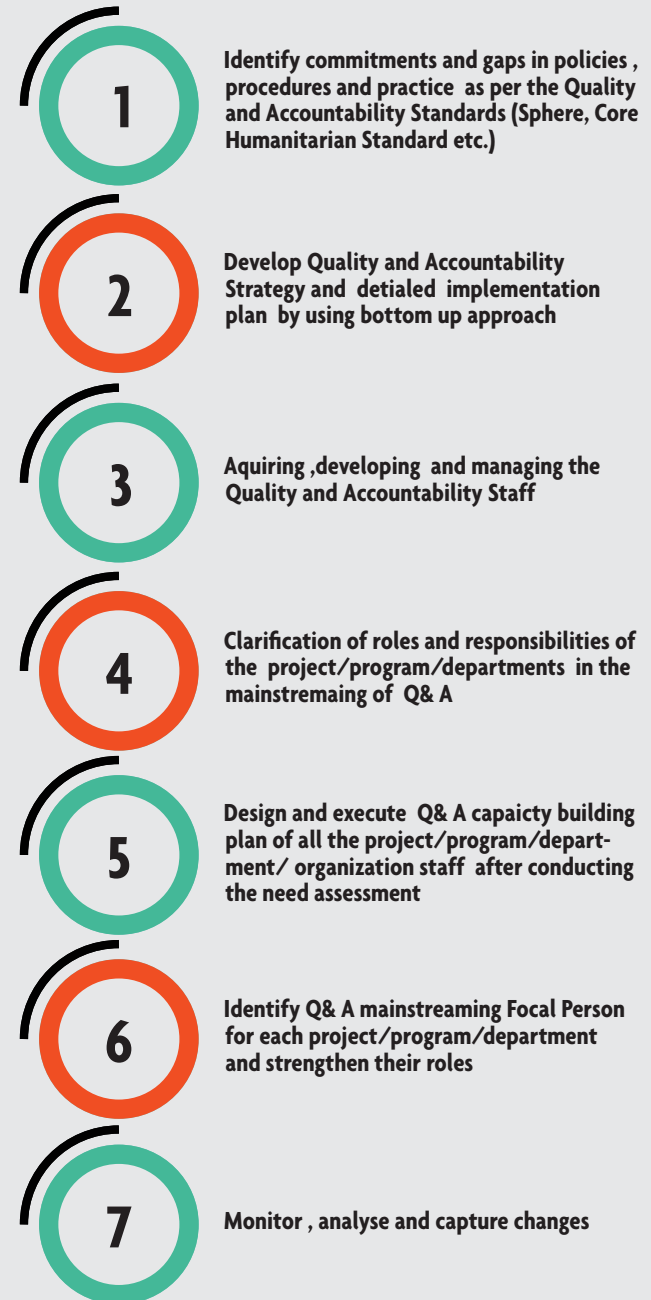 1
Identify commitments and gaps in policies ,
procedures and practice  as per the Quality
and Accountability Standards (Sphere, Core
Humanitarian Standard etc.)
2
Develop Quality and Accountability
Strategy and  detialed  implementation
plan  by using bottom up approach
3
Aquiring ,developing  and managing the
Quality and Accountability Staff
4
Clarification of roles and responsibilities of
the  project/program/departments  in the
mainstremaing of  Q& A
5
Design and execute  Q& A capaicty building
plan of all the project/program/depart-
ment/ organization staff  after conducting
the need assessment
6
Identify Q& A mainstreaming Focal Person
for each project/program/department
and strengthen their roles
7
Monitor , analyse and capture changes